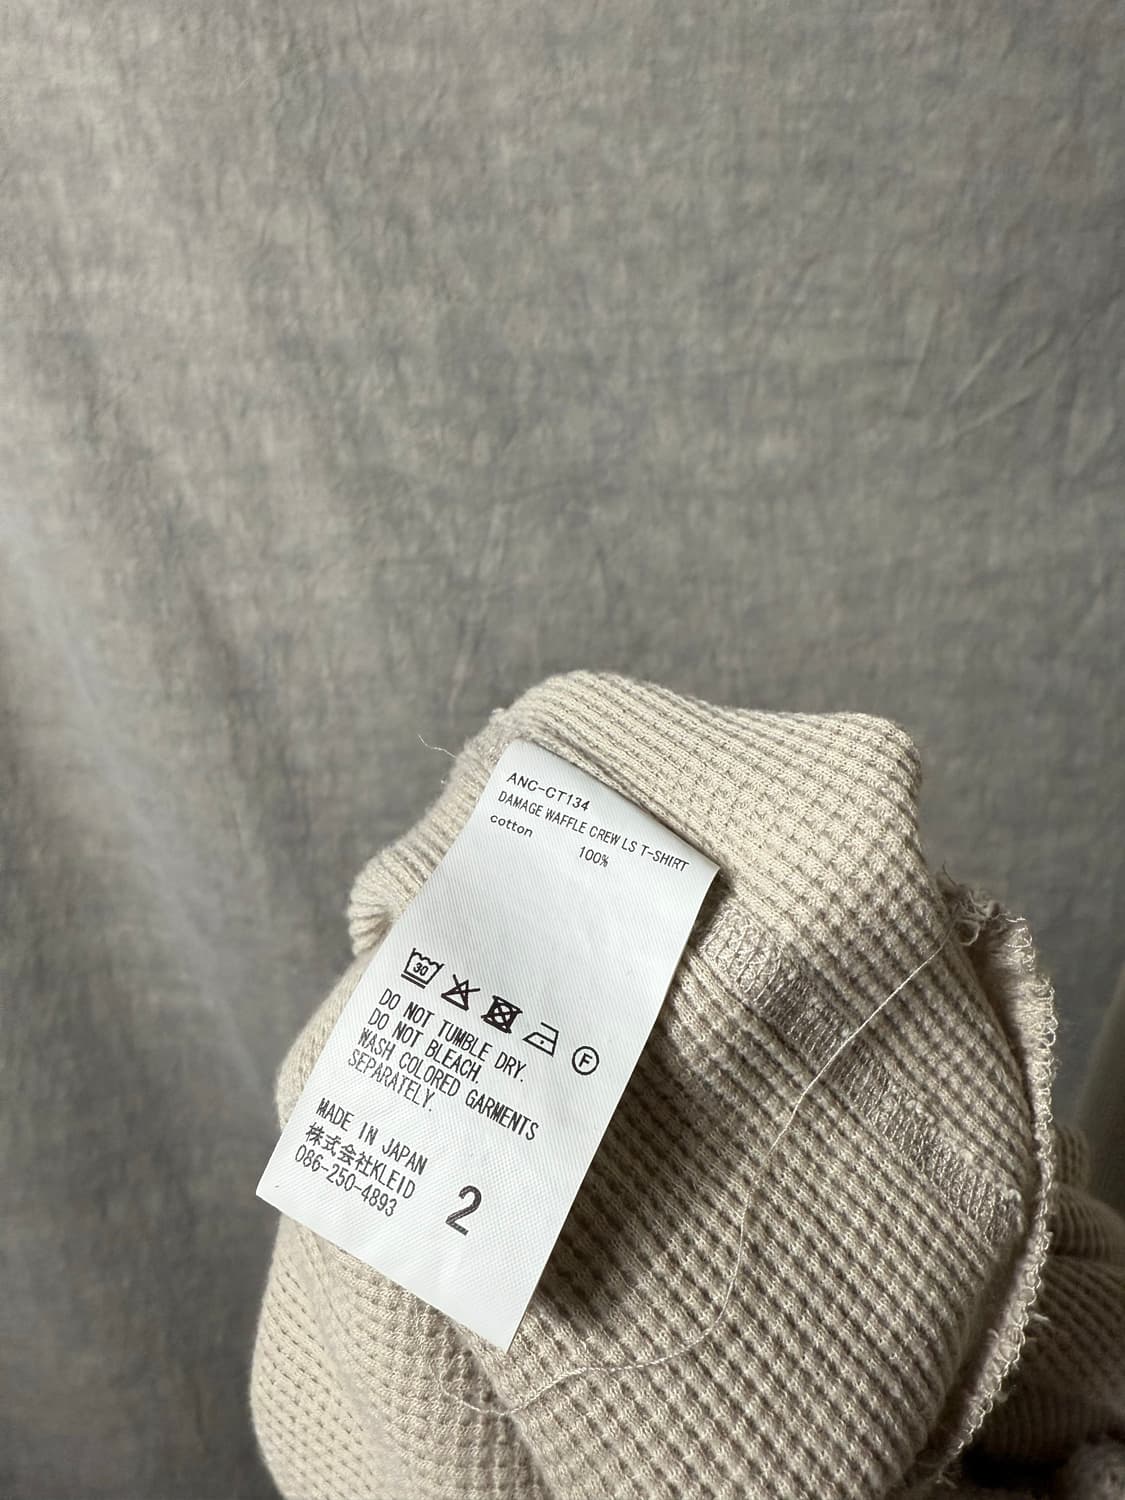 ANC-CT134
DAMAGE WAFFLE CREW LS T-SHIRT
cotton 100%
30
F
DO NOT TUMBLE DRY.
DO NOT BLEACH.
WASH COLORED GARMENTS
SEPARATELY.
MADE IN JAPAN
株式会社KLEID
086-250-4893
2